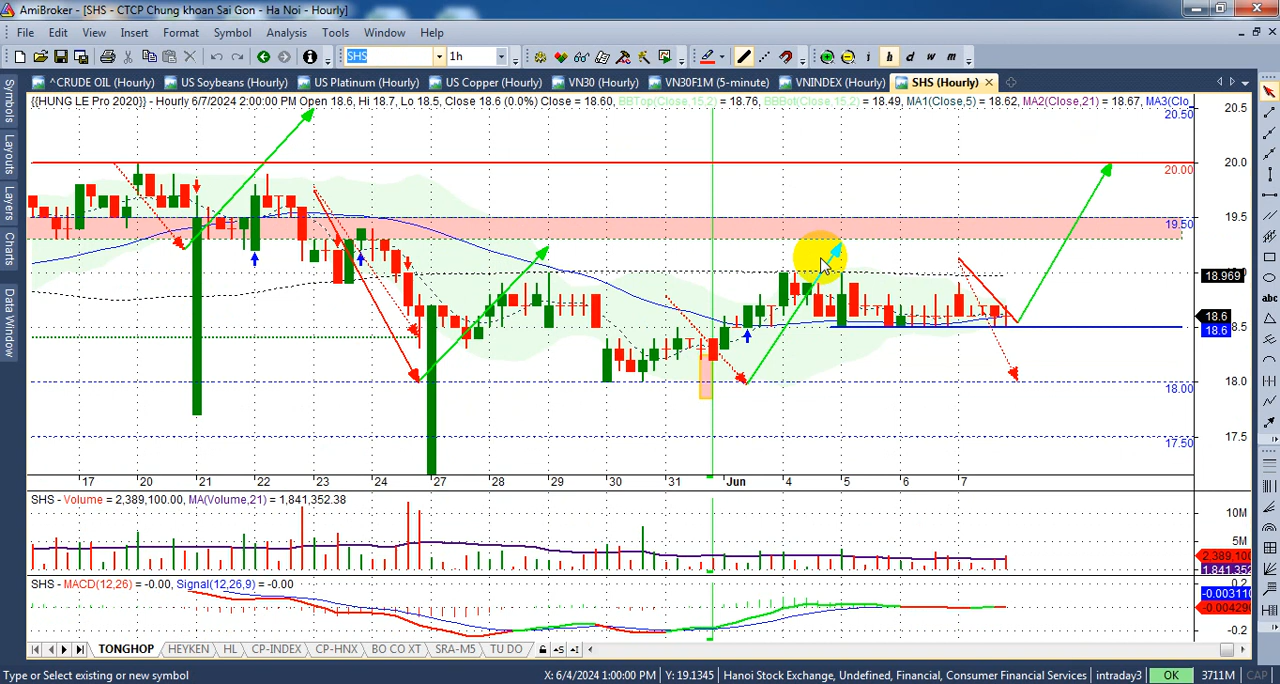 AmiBroker - [SHS - CTCP Chung khoan Sai Gon - Ha Noi - Hourly]
File Edit View Insert Format Symbol Analysis Tools Window Help
SHS 1h i h d w m
^CRUDE OIL (Hourly) US Soybeans (Hourly) US Platinum (Hourly) US Copper (Hourly) VN30 (Hourly) VN30F1M (5-minute) VNINDEX (Hourly) SHS (Hourly)
Symbols
Layouts
Layers
Charts
Data Window
{{HUNG LE Pro 2020}} - Hourly 6/7/2024 2:00:00 PM Open 18.6, Hi 18.7, Lo 18.5, Close 18.6 (0.0%) Close = 18.60, BBTop(Close,15,2) = 18.76, BBBot(Close,15,2) = 18.49, MA1(Close,5) = 18.62, MA2(Close,21) = 18.67, MA3(Clo
20.50
20.5
20.00
20.0
19.50
19.5
18.969
18.6
18.6
18.5
18.00
18.0
17.50
17.5
17 20 21 22 23 24 27 28 29 30 31 Jun 4 5 6 7
SHS - Volume = 2,389,100.00, MA(Volume,21) = 1,841,352.38
10M
5M
2,389,100
1,841,352
SHS - MACD(12,26) = -0.00, Signal(12,26,9) = -0.00
0.2
-0.003110
-0.004290
-0.2
TONGHOP HEYKEN HL CP-INDEX CP-HNX BO CO XT SRA-M5 TU DO
Type or Select existing or new symbol X: 6/4/2024 1:00:00 PM Y: 19.1345 Hanoi Stock Exchange, Undefined, Financial, Consumer Financial Services intraday3 OK 3711M CAP
abc